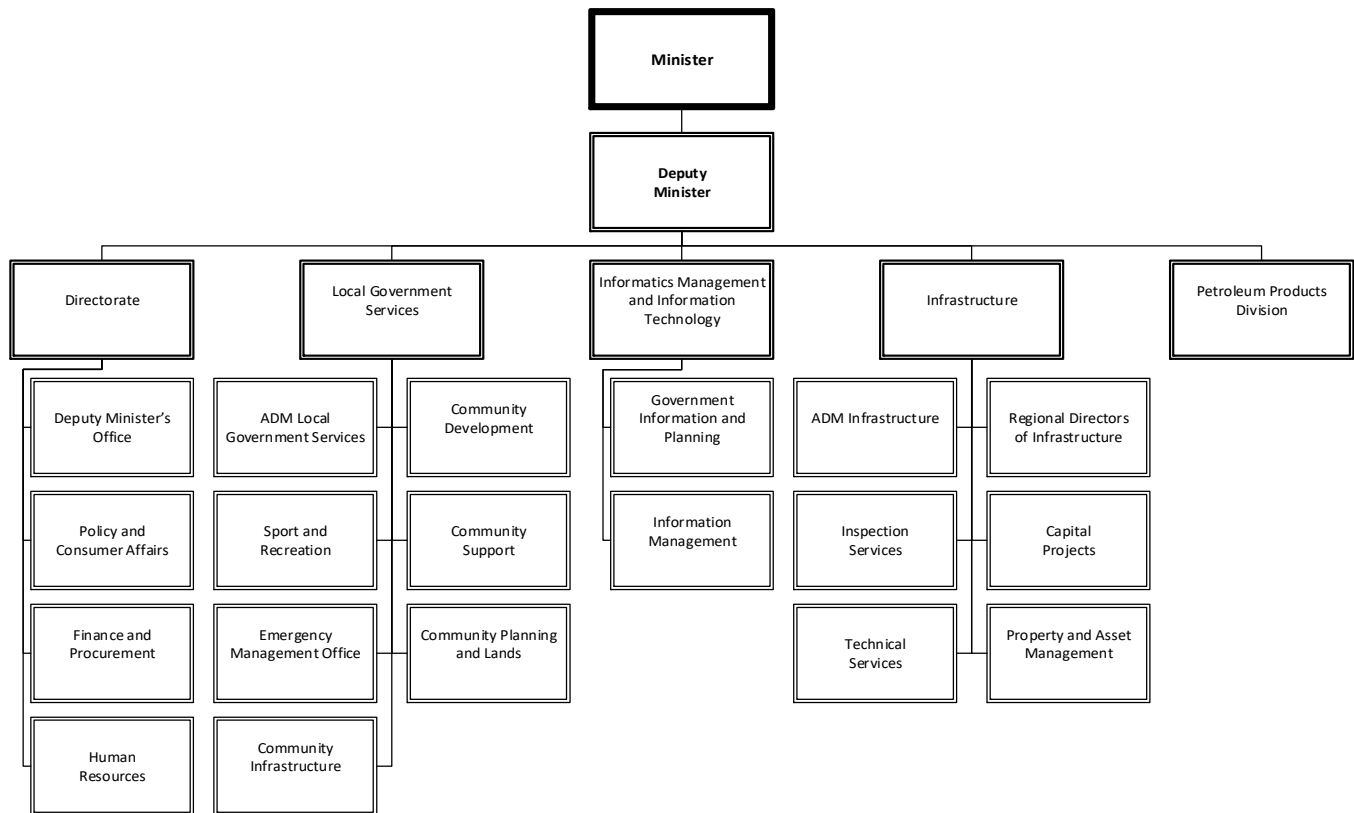 Minister
Deputy
Minister
Directorate
Local Government
Services
Informatics Management
and Information
Technology
Infrastructure
Petroleum Products
Division
Deputy Minister’s
Office
ADM Local
Government Services
Community
Development
Government
Information and
Planning
ADM Infrastructure
Regional Directors
of Infrastructure
Policy and
Consumer Affairs
Sport and
Recreation
Community
Support
Information
Management
Inspection
Services
Capital
Projects
Finance and
Procurement
Emergency
Management Office
Community Planning
and Lands
Technical
Services
Property and Asset
Management
Human
Resources
Community
Infrastructure